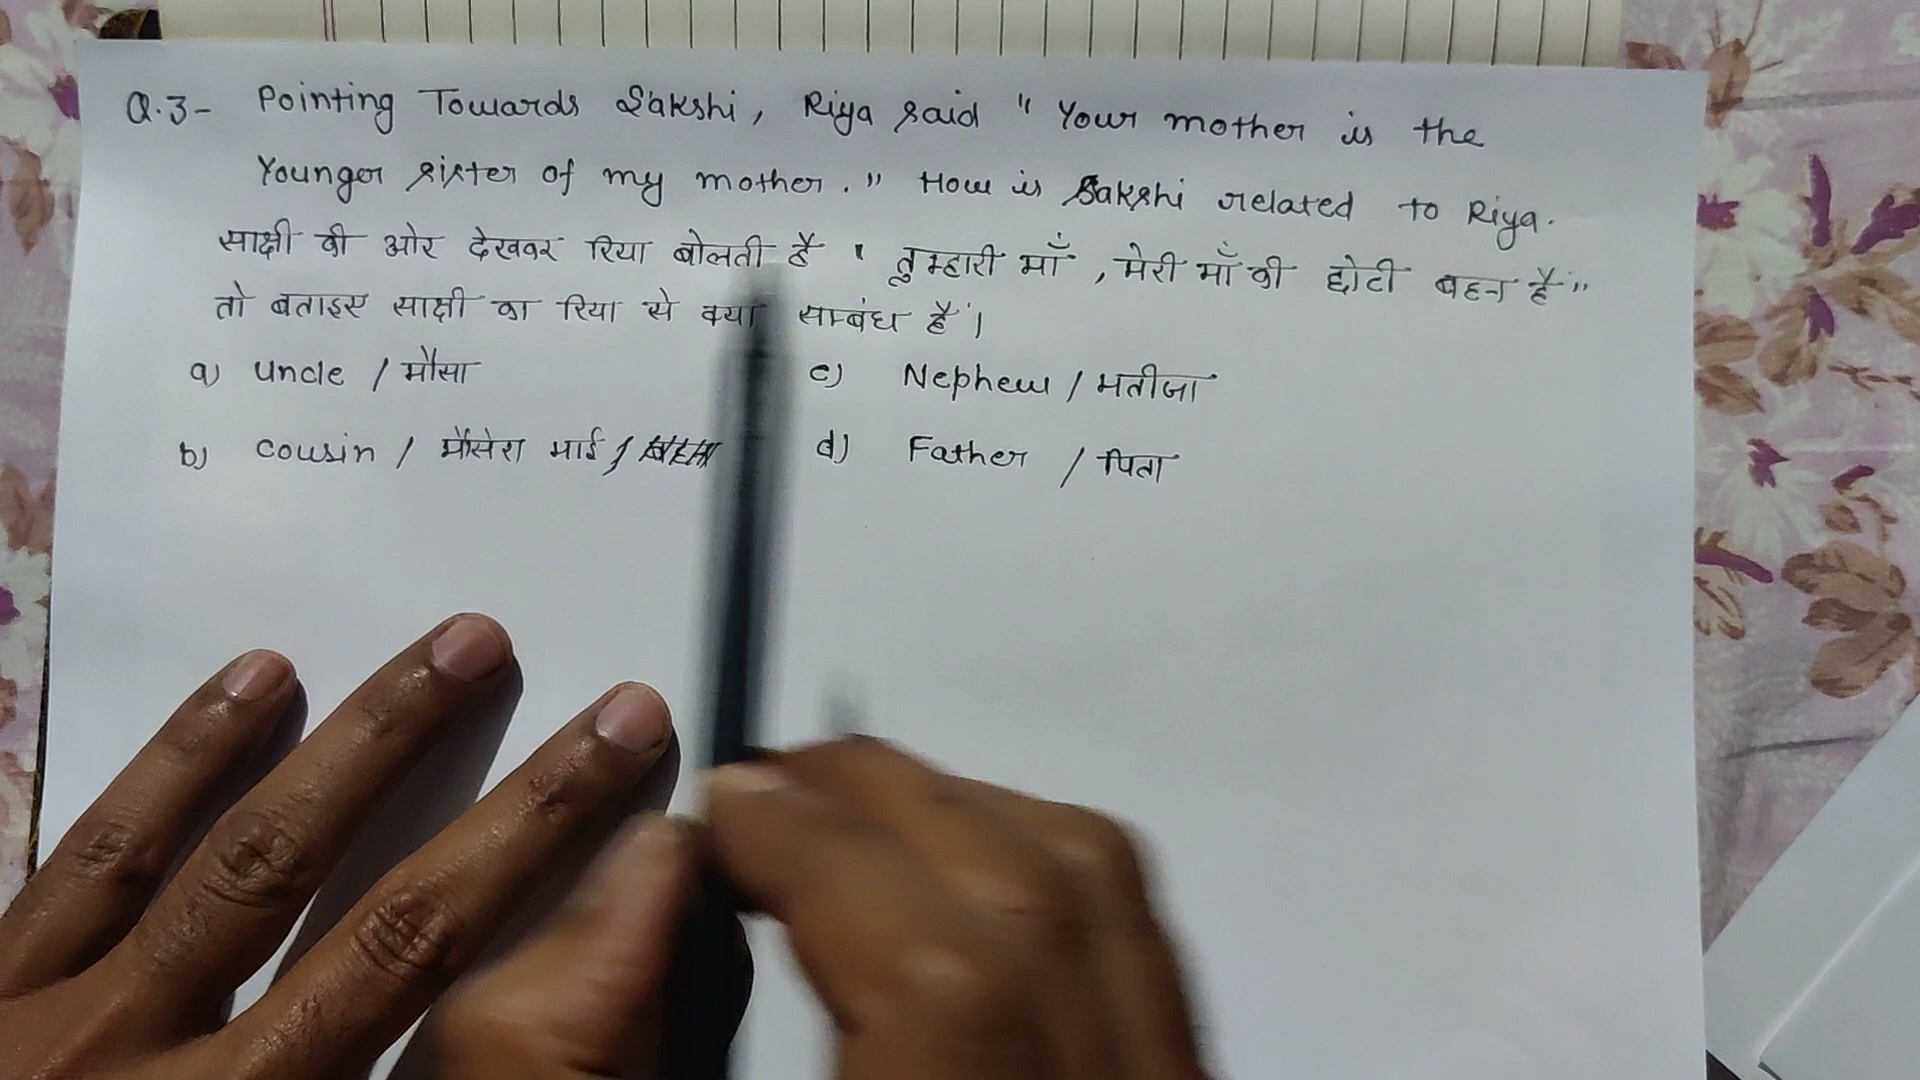 Q.3- Pointing Towards Sakshi, Riya said " Your mother is the
Younger sister of my mother." How is Sakshi related to Riya.
साक्षी की ओर देखकर रिया बोलती है " तुम्हारी माँ , मेरी माँ की छोटी बहन है"
तो बताइए साक्षी का रिया से क्या सम्बंध है।
a) Uncle / मौसा
c) Nephew / भतीजा
b) Cousin / मौसेरा भाई /
d) Father / पिता